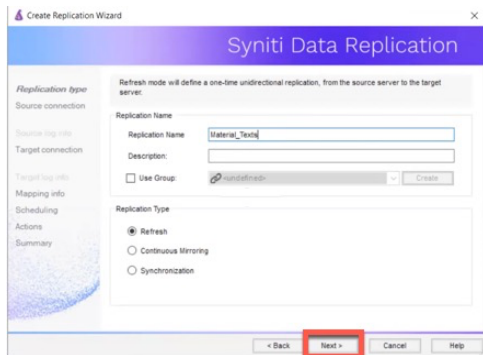 Create Replication Wizard
Syniti Data Replication
Replication type
Source connection
Source log info
Target connection
Target log info
Mapping info
Scheduling
Actions
Summary
Refresh mode will define a one-time unidirectional replication, from the source server to the target
server.
Replication Name
Replication Name
Material_Texts
Description:
Use Group:
<undefined>
Create
Replication Type
Refresh
Continuous Mirroring
Synchronization
< Back
Next >
Cancel
Help